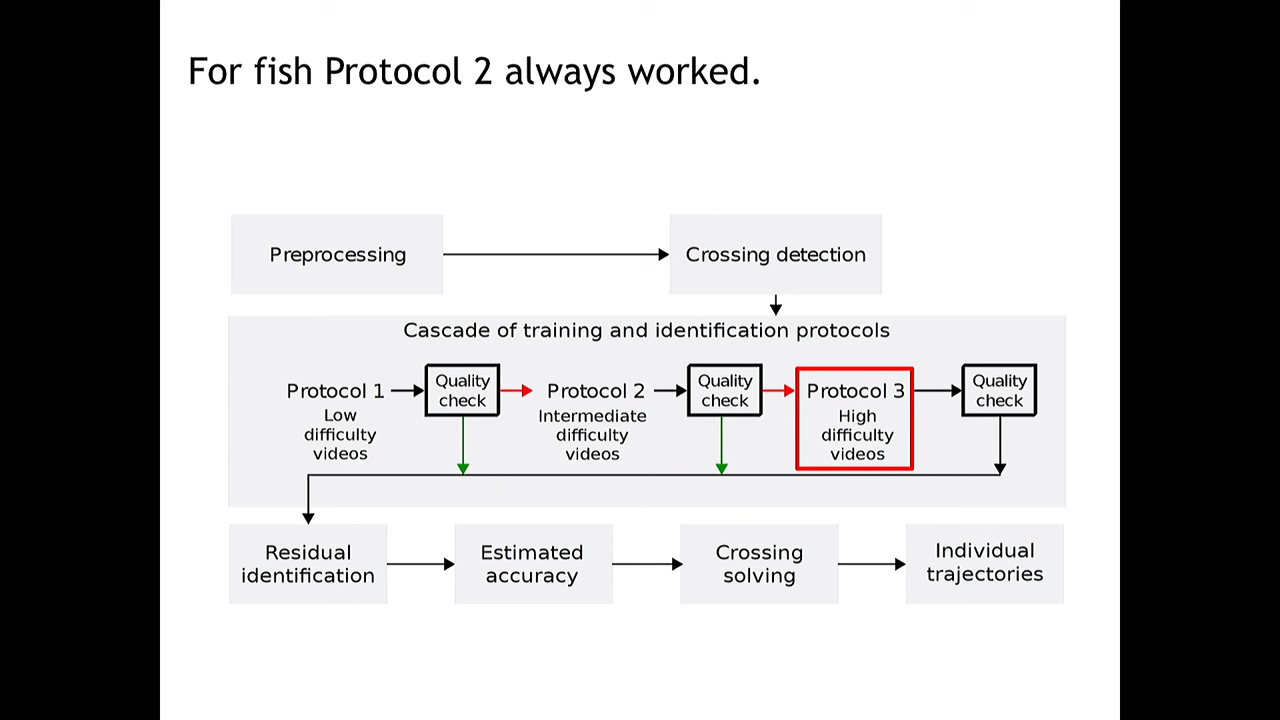 For fish Protocol 2 always worked.
Preprocessing
Crossing detection
Cascade of training and identification protocols
Protocol 1
Low
difficulty
videos
Quality
check
Protocol 2
Intermediate
difficulty
videos
Quality
check
Protocol 3
High
difficulty
videos
Quality
check
Residual
identification
Estimated
accuracy
Crossing
solving
Individual
trajectories